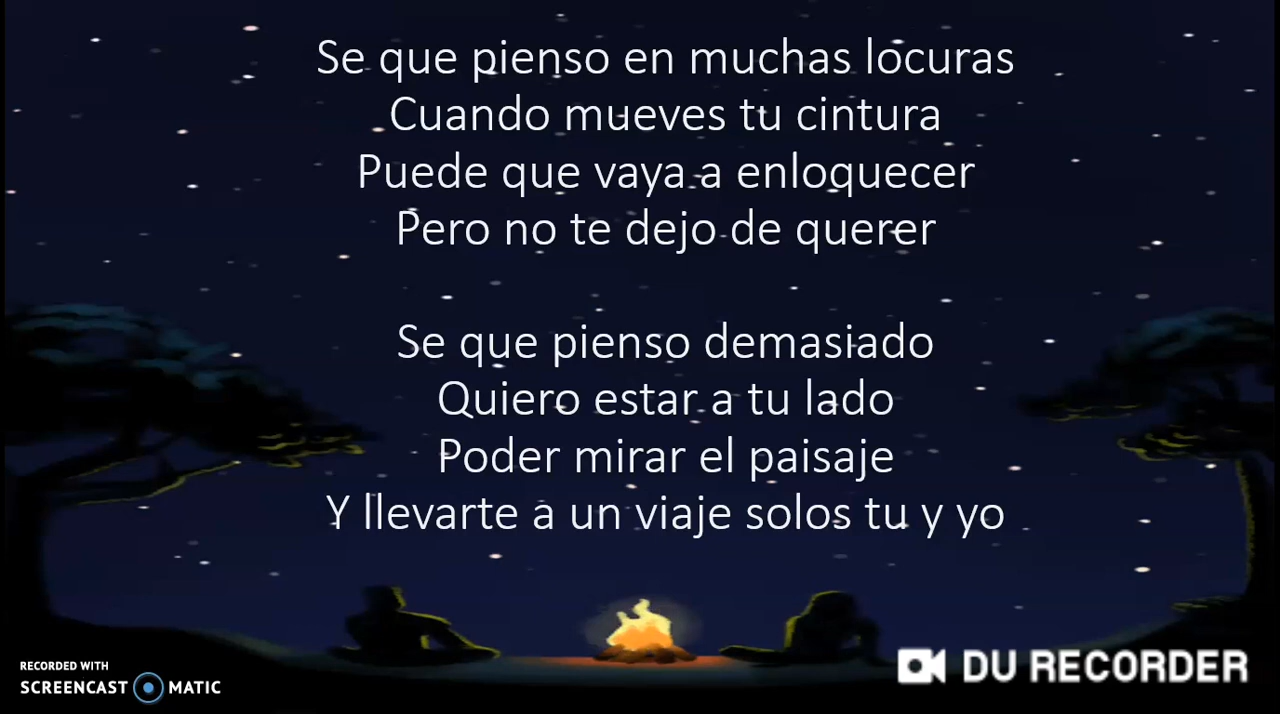 Se que pienso en muchas locuras
Cuando mueves tu cintura
Puede que vaya a enloquecer
Pero no te dejo de querer
Se que pienso demasiado
Quiero estar a tu lado
Poder mirar el paisaje
Y llevarte a un viaje solos tu y yo
RECORDED WITH
SCREENCAST MATIC
DU RECORDER